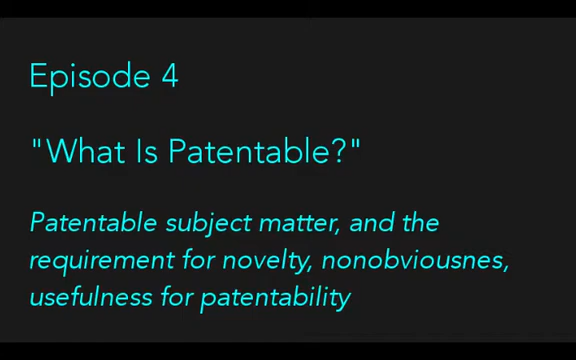 Episode 4
"What Is Patentable?"
Patentable subject matter, and the
requirement for novelty, nonobviousnes,
usefulness for patentability